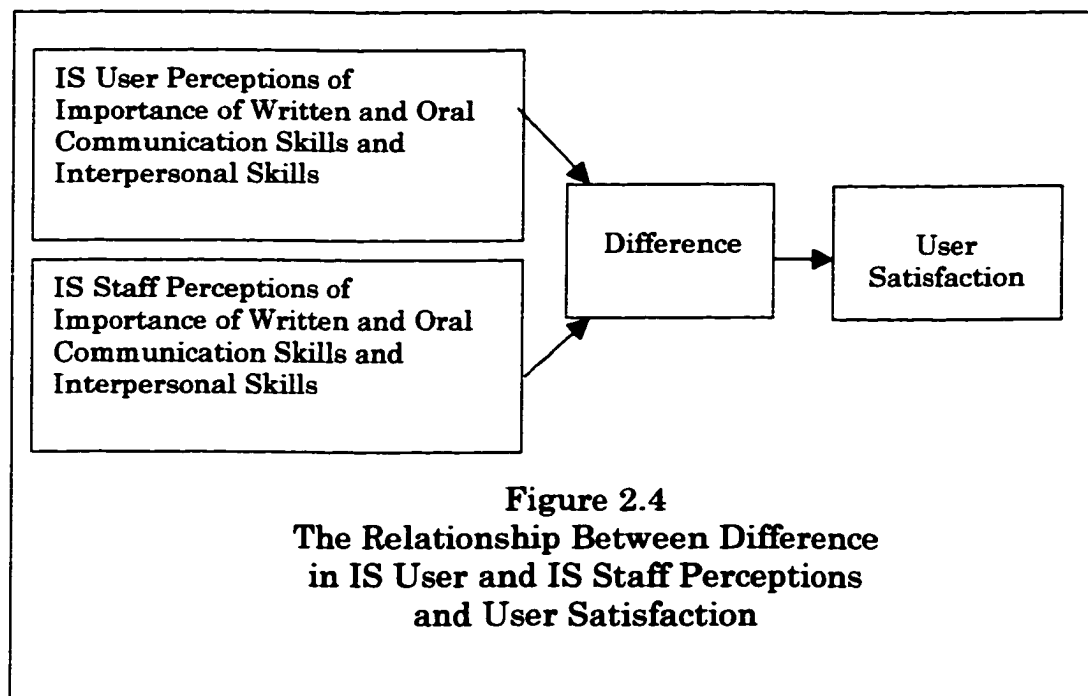 IS User Perceptions of
Importance of Written and Oral
Communication Skills and
Interpersonal Skills
IS Staff Perceptions of
Importance of Written and Oral
Communication Skills and
Interpersonal Skills
Difference
User
Satisfaction
Figure 2.4
The Relationship Between Difference
in IS User and IS Staff Perceptions
and User Satisfaction